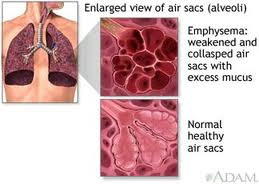 Enlarged view of air sacs (alveoli)
Emphysema:
weakened and
collasped air
sacs with
excess mucus
Normal
healthy
air sacs
ADAM.